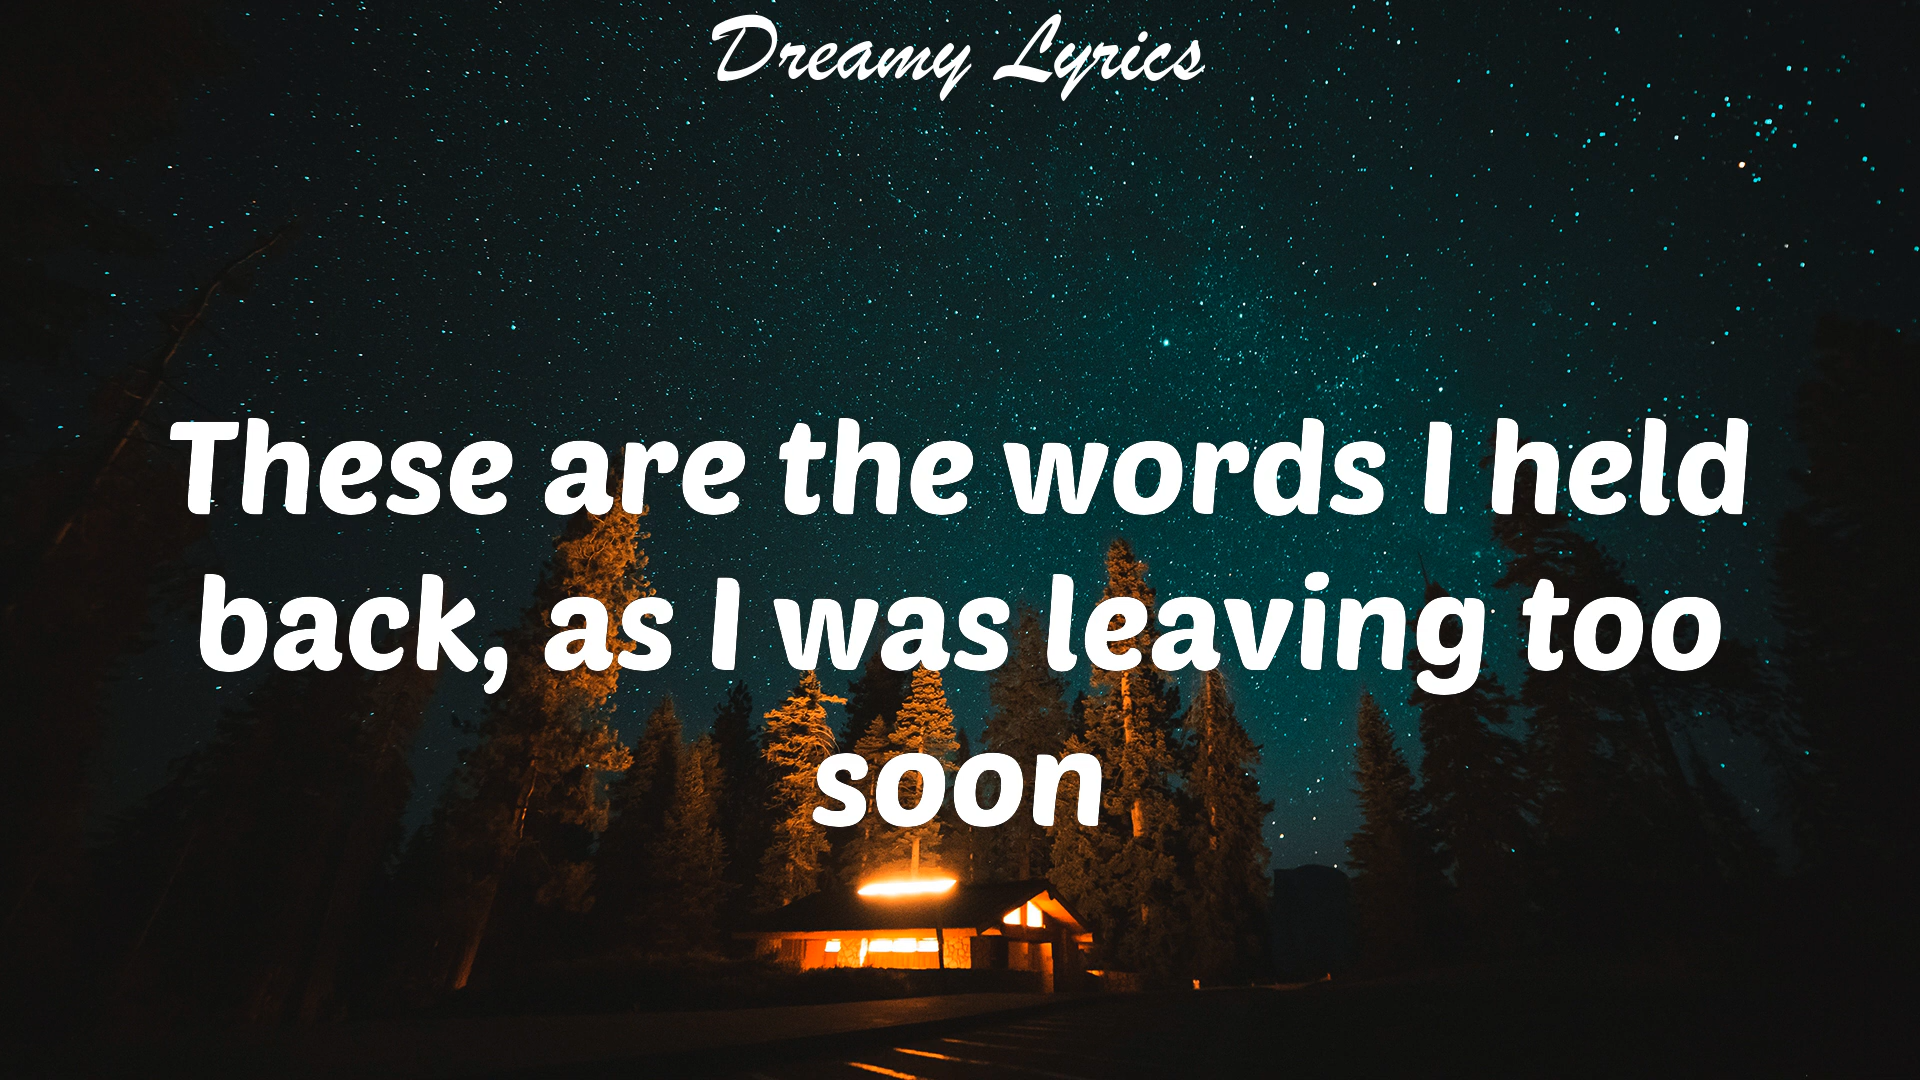 Dreamy Lyrics
These are the words I held
back, as I was leaving too
soon